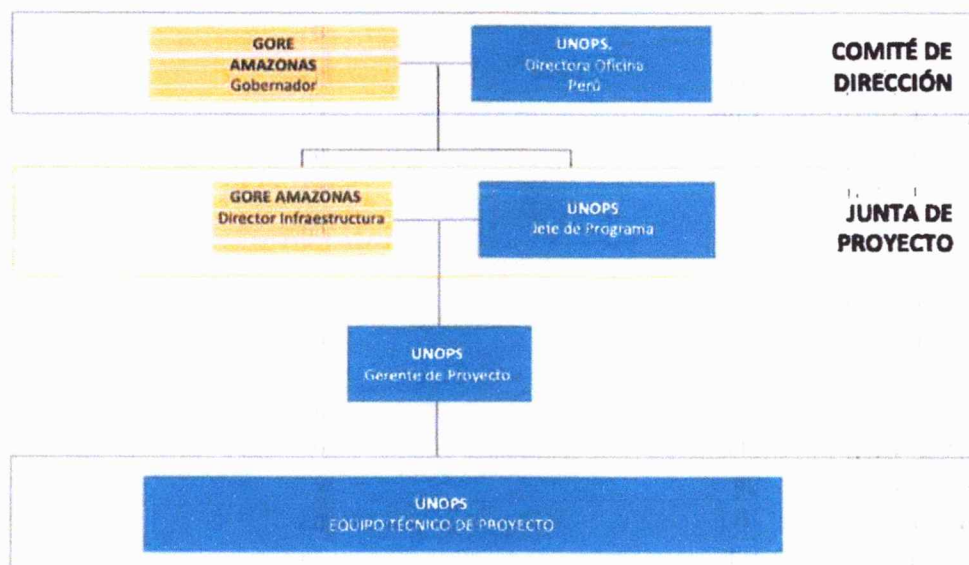 GORE
AMAZONAS
Gobernador
UNOPS.
Directora Oficina
Perú
COMITÉ DE
DIRECCIÓN
GORE AMAZONAS
Director Infraestructura
UNOPS
Jefe de Programa
JUNTA DE
PROYECTO
UNOPS
Gerente de Proyecto
UNOPS
EQUIPO TÉCNICO DE PROYECTO